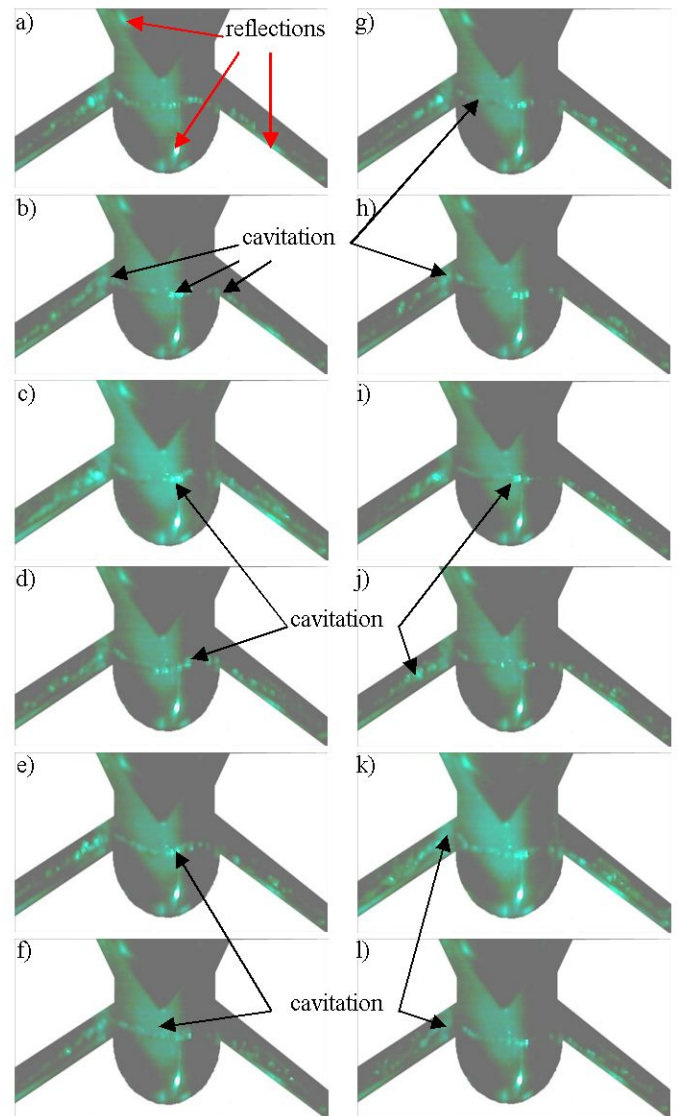 a)
reflections
g)
b)
cavitation
h)
c)
i)
d)
cavitation
j)
e)
k)
f)
cavitation
l)